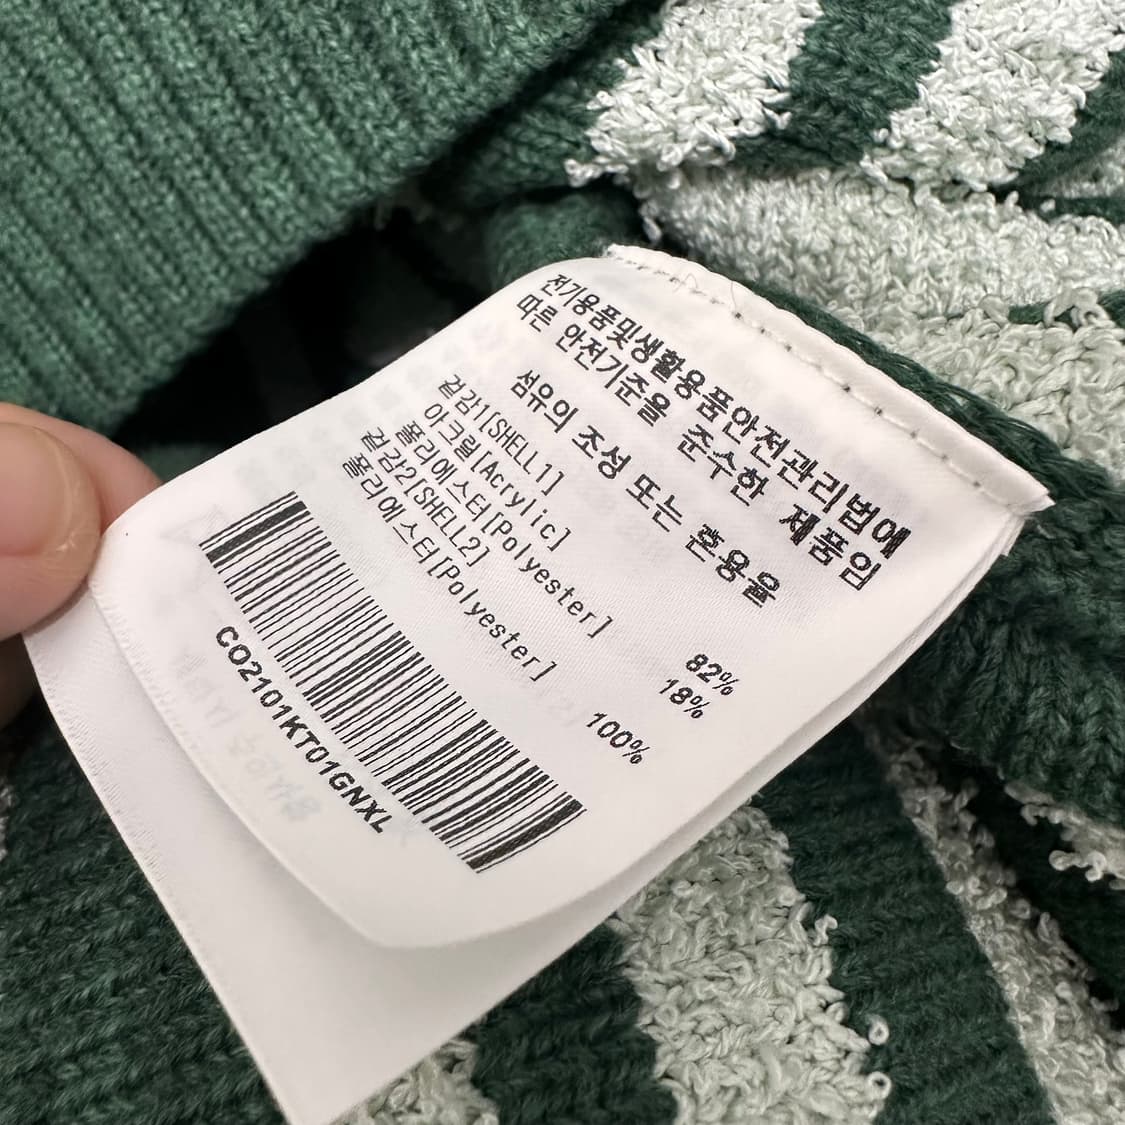 전기용품및생활용품안전관리법에
따른 안전기준을 준수한 제품임
섬유의 조성 또는 혼용율
겉감1[SHELL 1]
아크릴[Acrylic] 82%
폴리에스터[Polyester] 18%
겉감2[SHELL2]
폴리에스터[Polyester] 100%
CO2101KT01GNXL